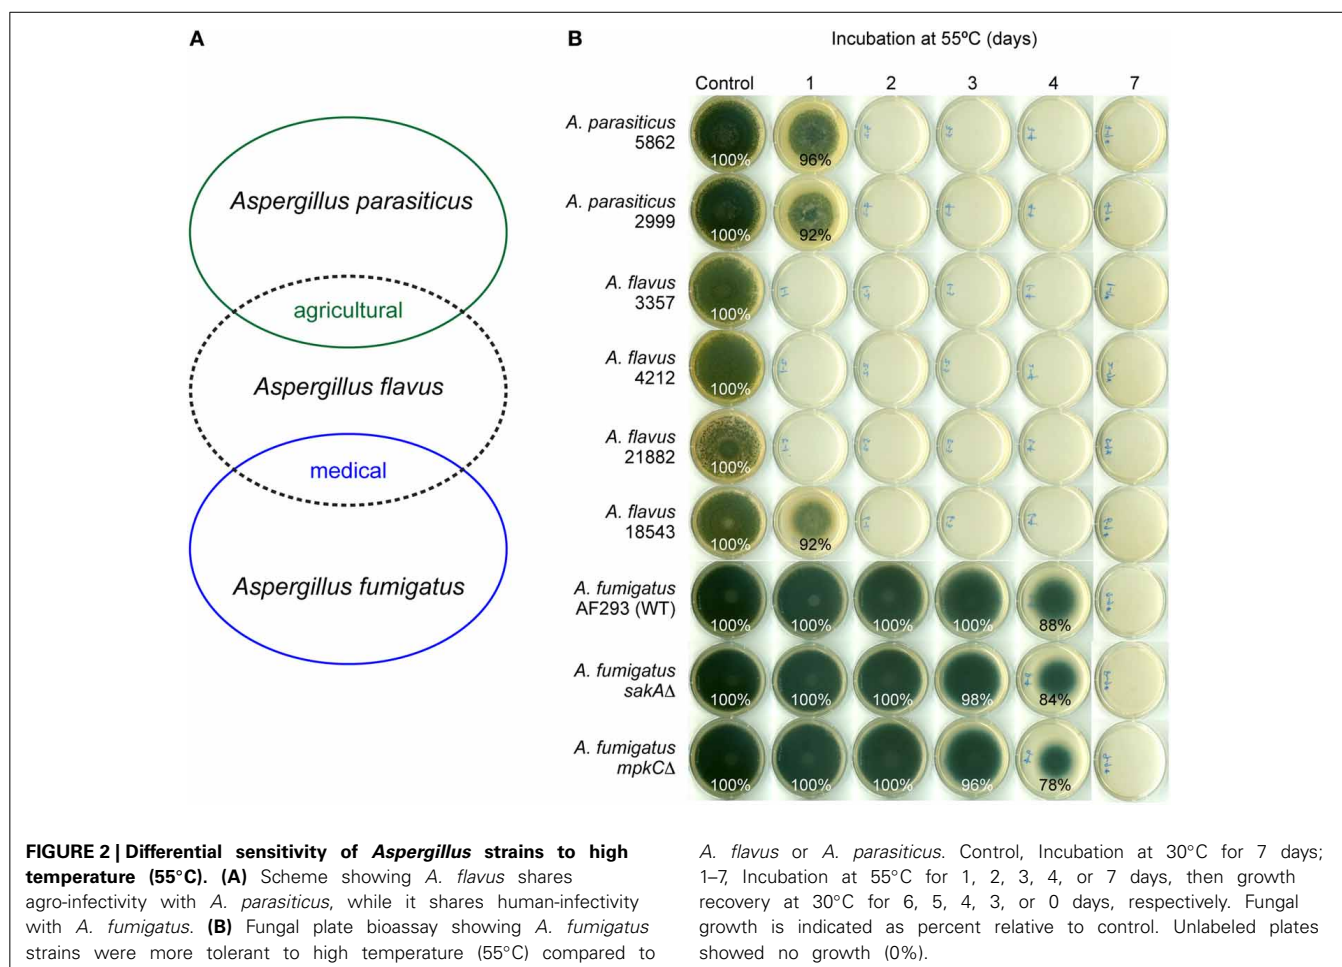 A
Aspergillus parasiticus
agricultural
Aspergillus flavus
medical
Aspergillus fumigatus
B
Incubation at 55ºC (days)
Control 1 2 3 4 7
A. parasiticus
5862
100% 96%
A. parasiticus
2999
100% 92%
A. flavus
3357
100%
A. flavus
4212
100%
A. flavus
21882
100%
A. flavus
18543
100% 92%
A. fumigatus
AF293 (WT)
100% 100% 100% 100% 88%
A. fumigatus
sakAΔ
100% 100% 100% 98% 84%
A. fumigatus
mpkCΔ
100% 100% 100% 96% 78%
FIGURE 2 | Differential sensitivity of Aspergillus strains to high
temperature (55°C). (A) Scheme showing A. flavus shares
agro-infectivity with A. parasiticus, while it shares human-infectivity
with A. fumigatus. (B) Fungal plate bioassay showing A. fumigatus
strains were more tolerant to high temperature (55°C) compared to
A. flavus or A. parasiticus. Control, Incubation at 30°C for 7 days;
1–7, Incubation at 55°C for 1, 2, 3, 4, or 7 days, then growth
recovery at 30°C for 6, 5, 4, 3, or 0 days, respectively. Fungal
growth is indicated as percent relative to control. Unlabeled plates
showed no growth (0%).